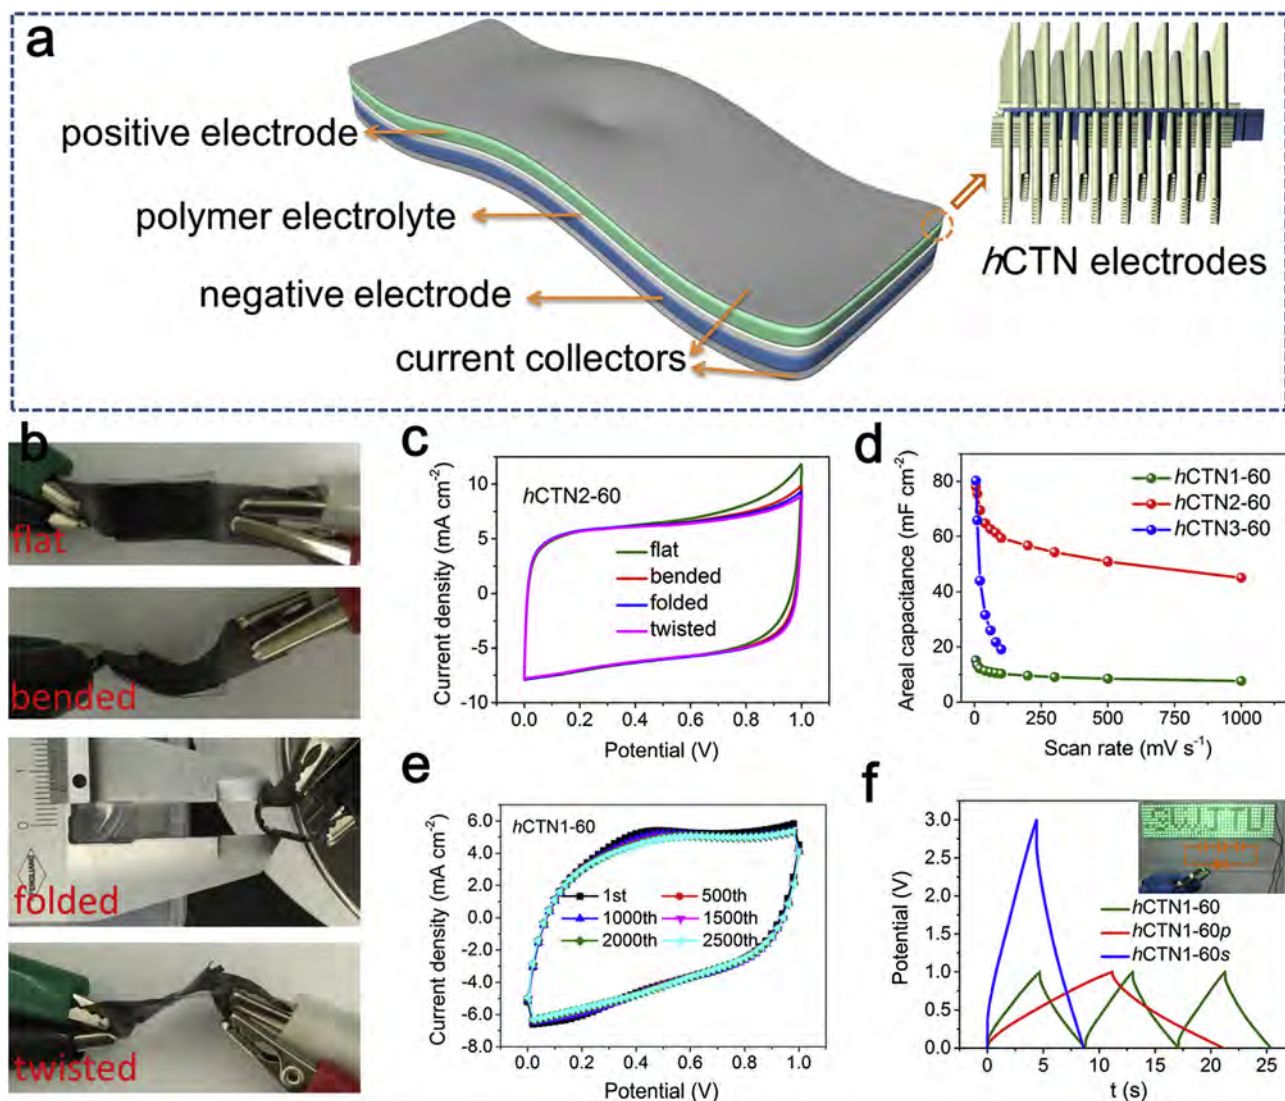 a
positive electrode
polymer electrolyte
negative electrode
current collectors
hCTN electrodes
b
flat
bended
folded
twisted
1
0
c
hCTN2-60
flat
bended
folded
twisted
Current density (mA cm⁻²)
10
5
0
-5
-10
0.0 0.2 0.4 0.6 0.8 1.0
Potential (V)
d
hCTN1-60
hCTN2-60
hCTN3-60
Areal capacitance (mF cm⁻²)
80
60
40
20
0
0 250 500 750 1000
Scan rate (mV s⁻¹)
e
hCTN1-60
1st 500th
1000th 1500th
2000th 2500th
Current density (mA cm⁻²)
6.0
4.0
2.0
0.0
-2.0
-4.0
-6.0
-8.0
0.0 0.2 0.4 0.6 0.8 1.0
Potential (V)
f
SWJTU
hCTN1-60
hCTN1-60p
hCTN1-60s
Potential (V)
3.0
2.5
2.0
1.5
1.0
0.5
0.0
0 5 10 15 20 25
t (s)